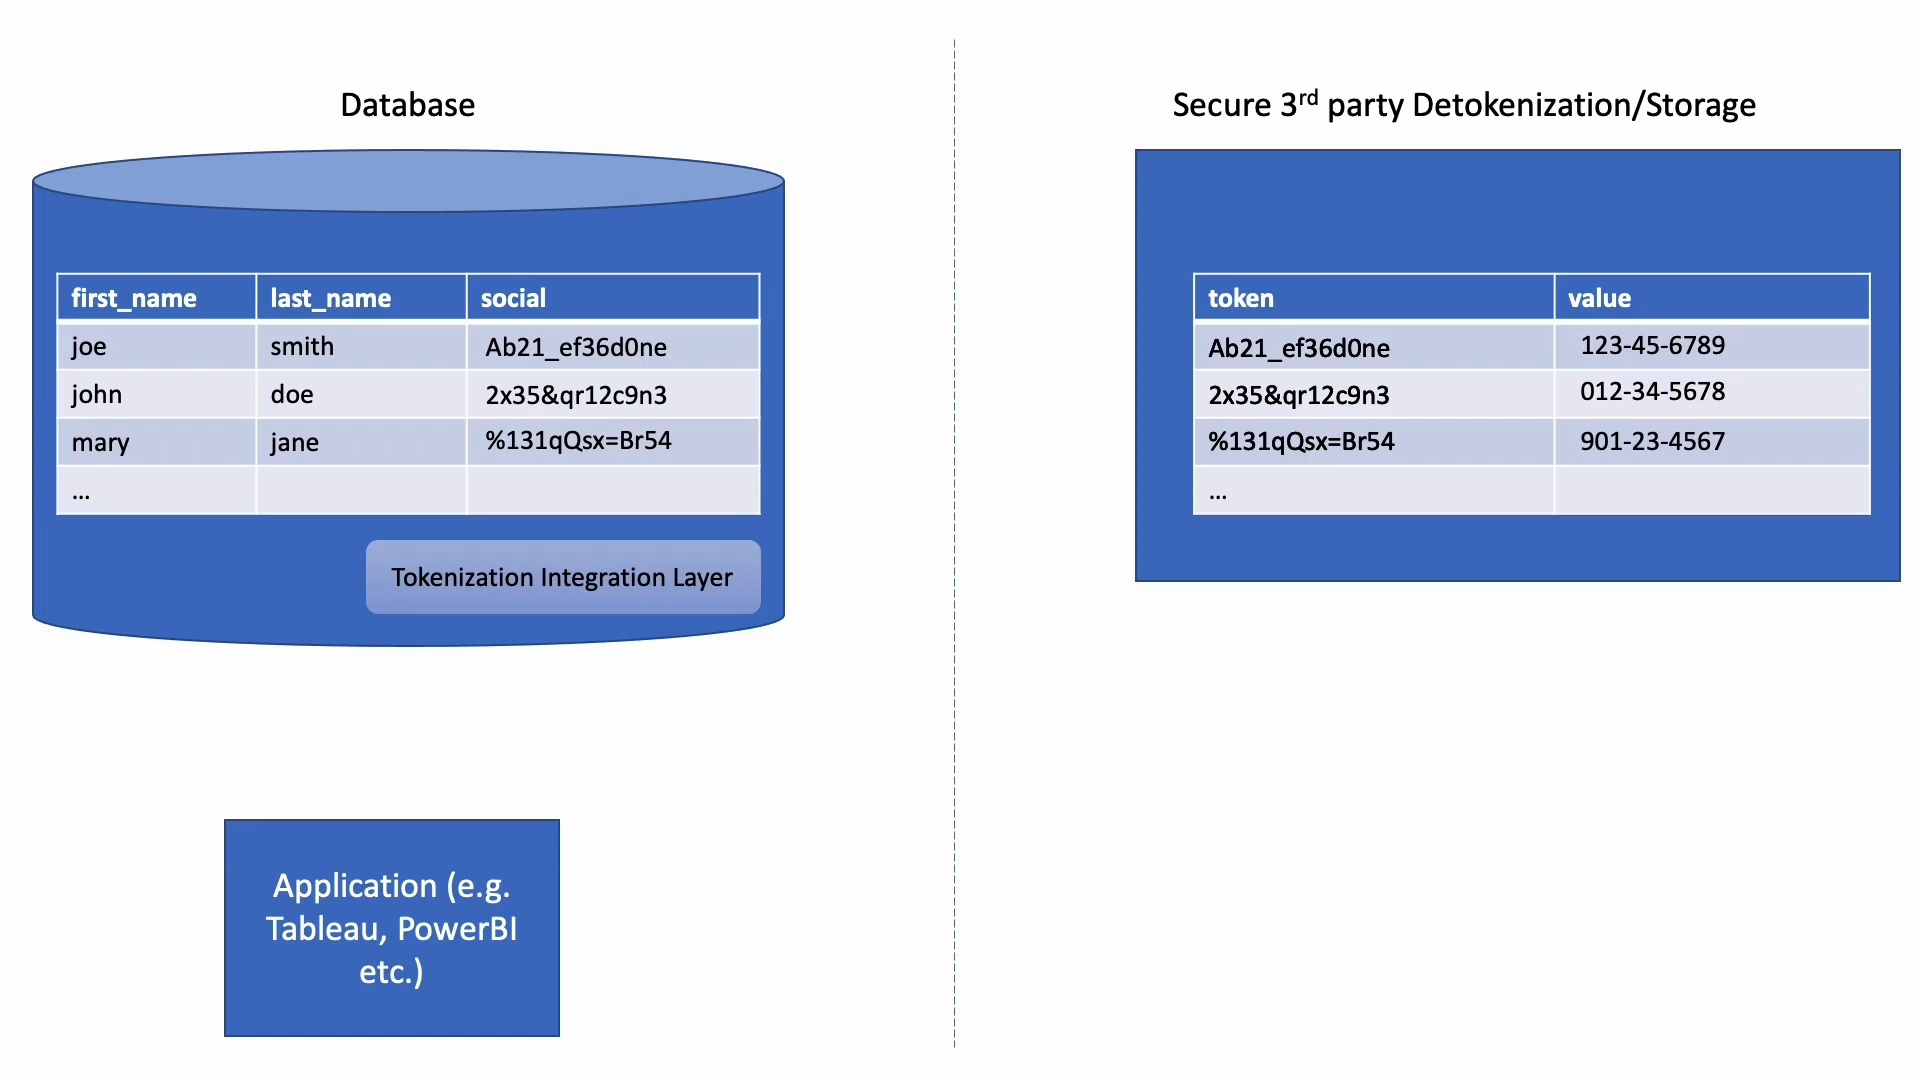 Database
first_name last_name social
joe smith Ab21_ef36d0ne
john doe 2x35&qr12c9n3
mary jane %131qQsx=Br54
...
Tokenization Integration Layer
Application (e.g.
Tableau, PowerBI
etc.)
Secure 3rd party Detokenization/Storage
token value
Ab21_ef36d0ne 123-45-6789
2x35&qr12c9n3 012-34-5678
%131qQsx=Br54 901-23-4567
...